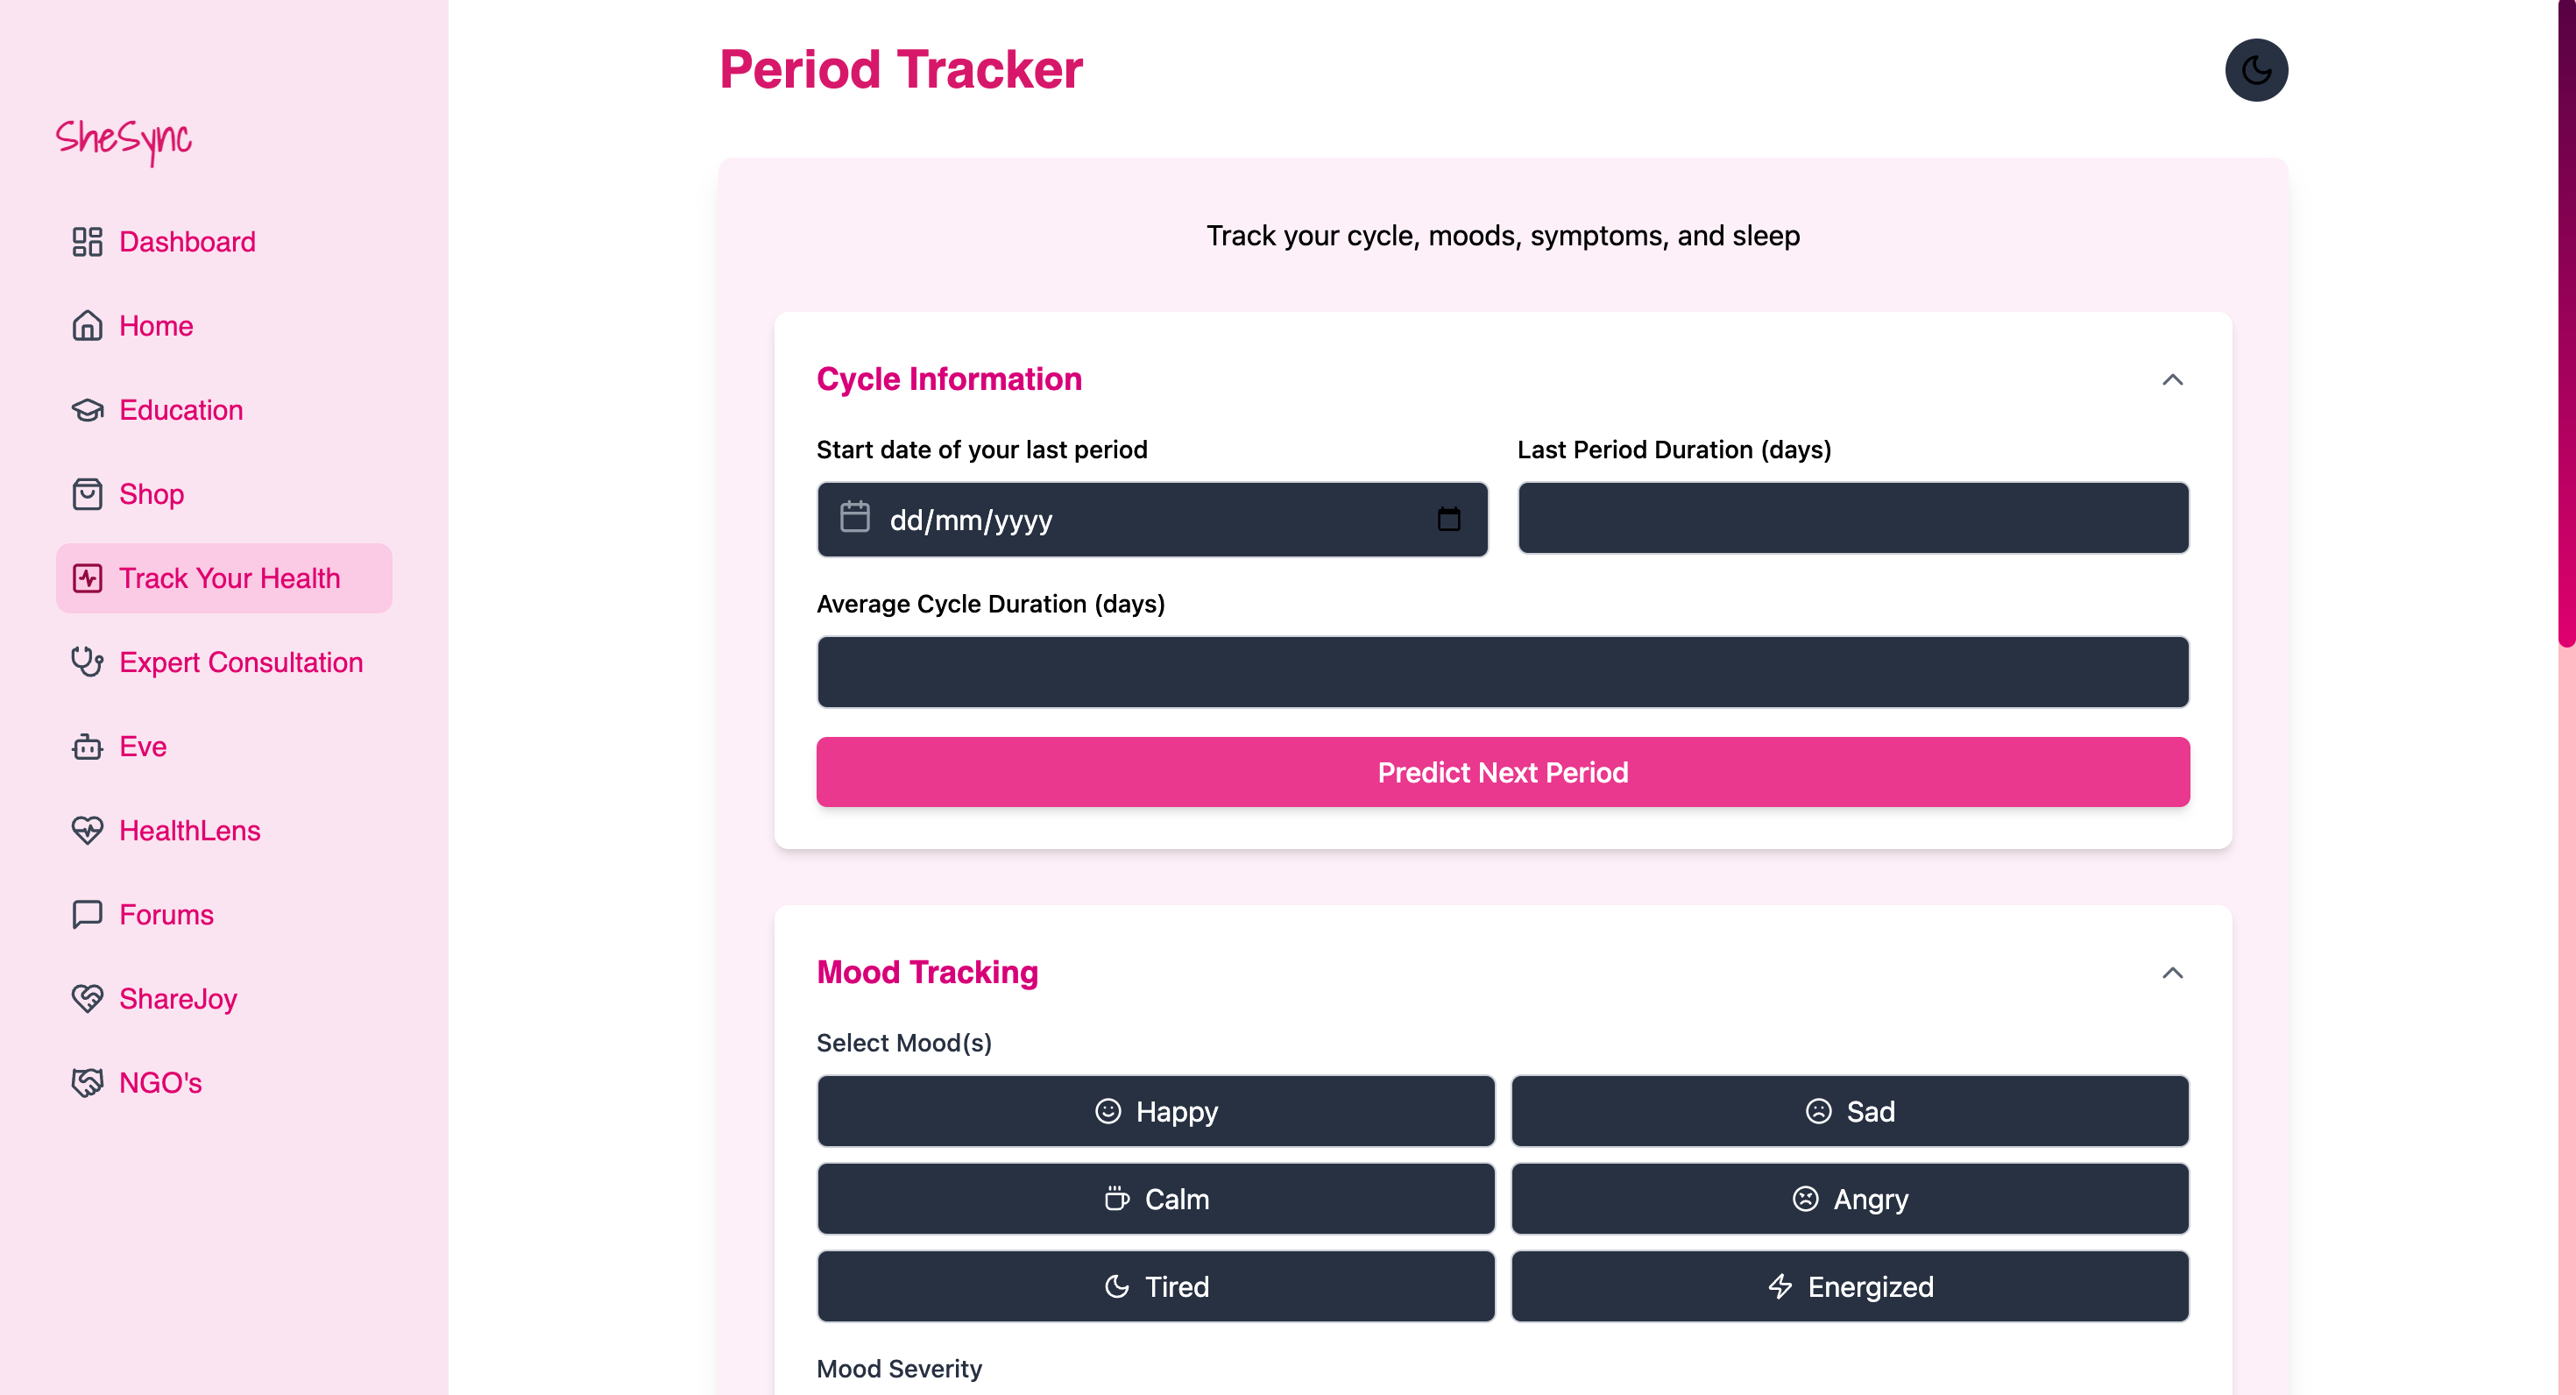 SheSync
Dashboard
Home
Education
Shop
Track Your Health
Expert Consultation
Eve
HealthLens
Forums
ShareJoy
NGO's
Period Tracker
Track your cycle, moods, symptoms, and sleep
Cycle Information
Start date of your last period
Last Period Duration (days)
dd/mm/yyyy
Average Cycle Duration (days)
Predict Next Period
Mood Tracking
Select Mood(s)
Happy
Sad
Calm
Angry
Tired
Energized
Mood Severity